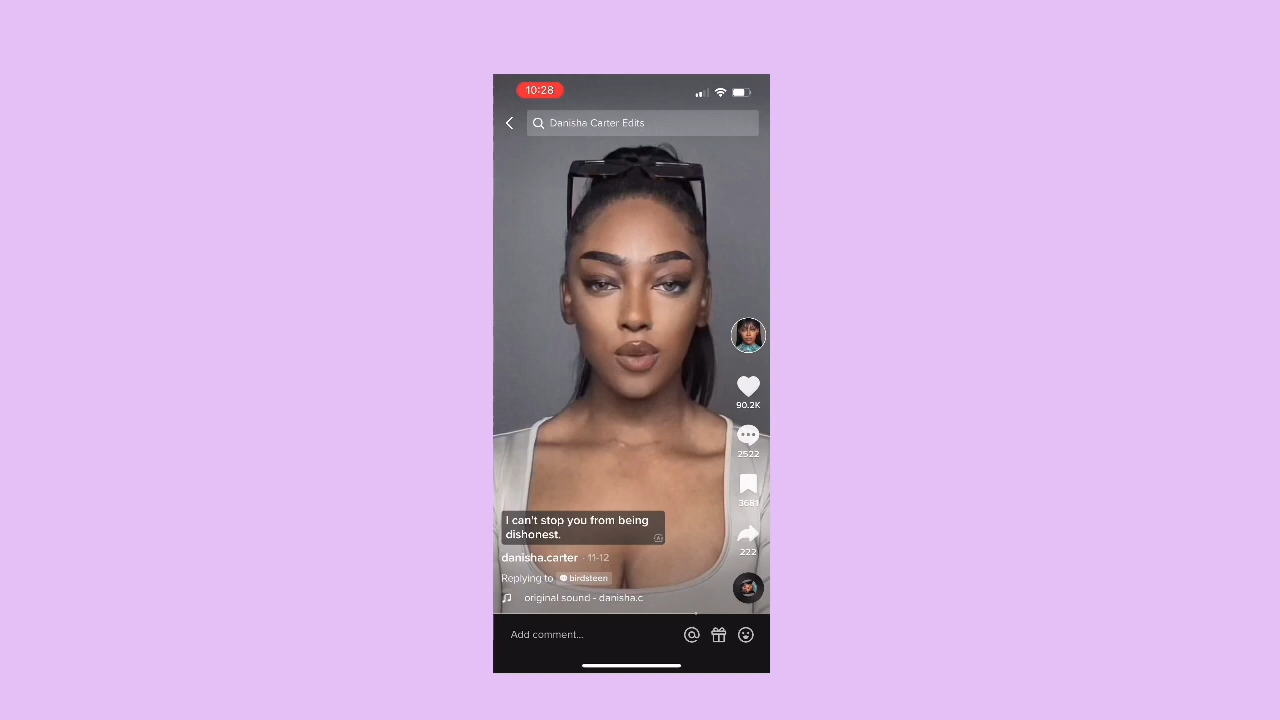 10:28
Danisha Carter Edits
90.2K
2522
3681
222
I can't stop you from being
dishonest.
danisha.carter · 11-12
Replying to birdsteen
original sound - danisha.c
Add comment...